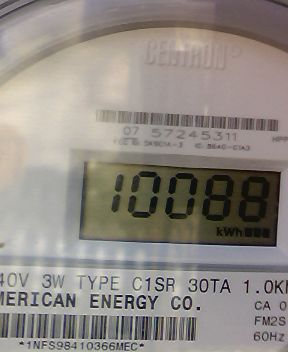 CENTRON®
07 57245311
10088
kWh
40V 3W TYPE C1SR 30TA 1.0K
MERICAN ENERGY CO.
CA 0
FM2S
60Hz
*1NFS98410366MEC*